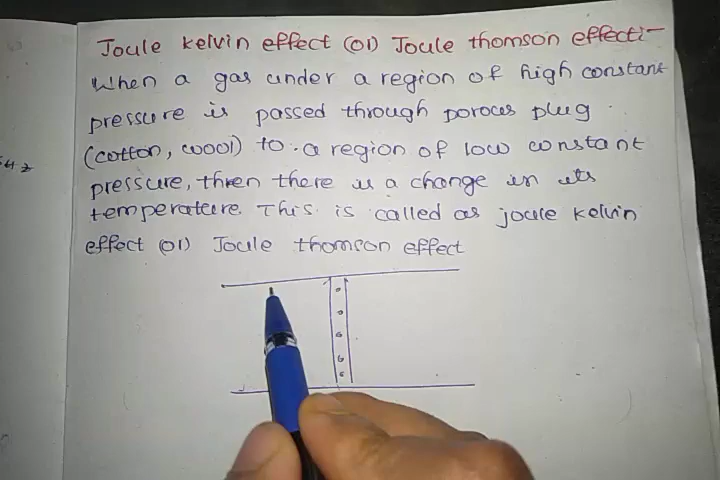 Joule kelvin effect (or) Joule thomson effect:-
When a gas under a region of high constant
pressure is passed through porous plug
(cotton, wool) to a region of low constant
pressure, then there is a change in its
temperature. This is called as joule kelvin
effect (or) Joule thomson effect